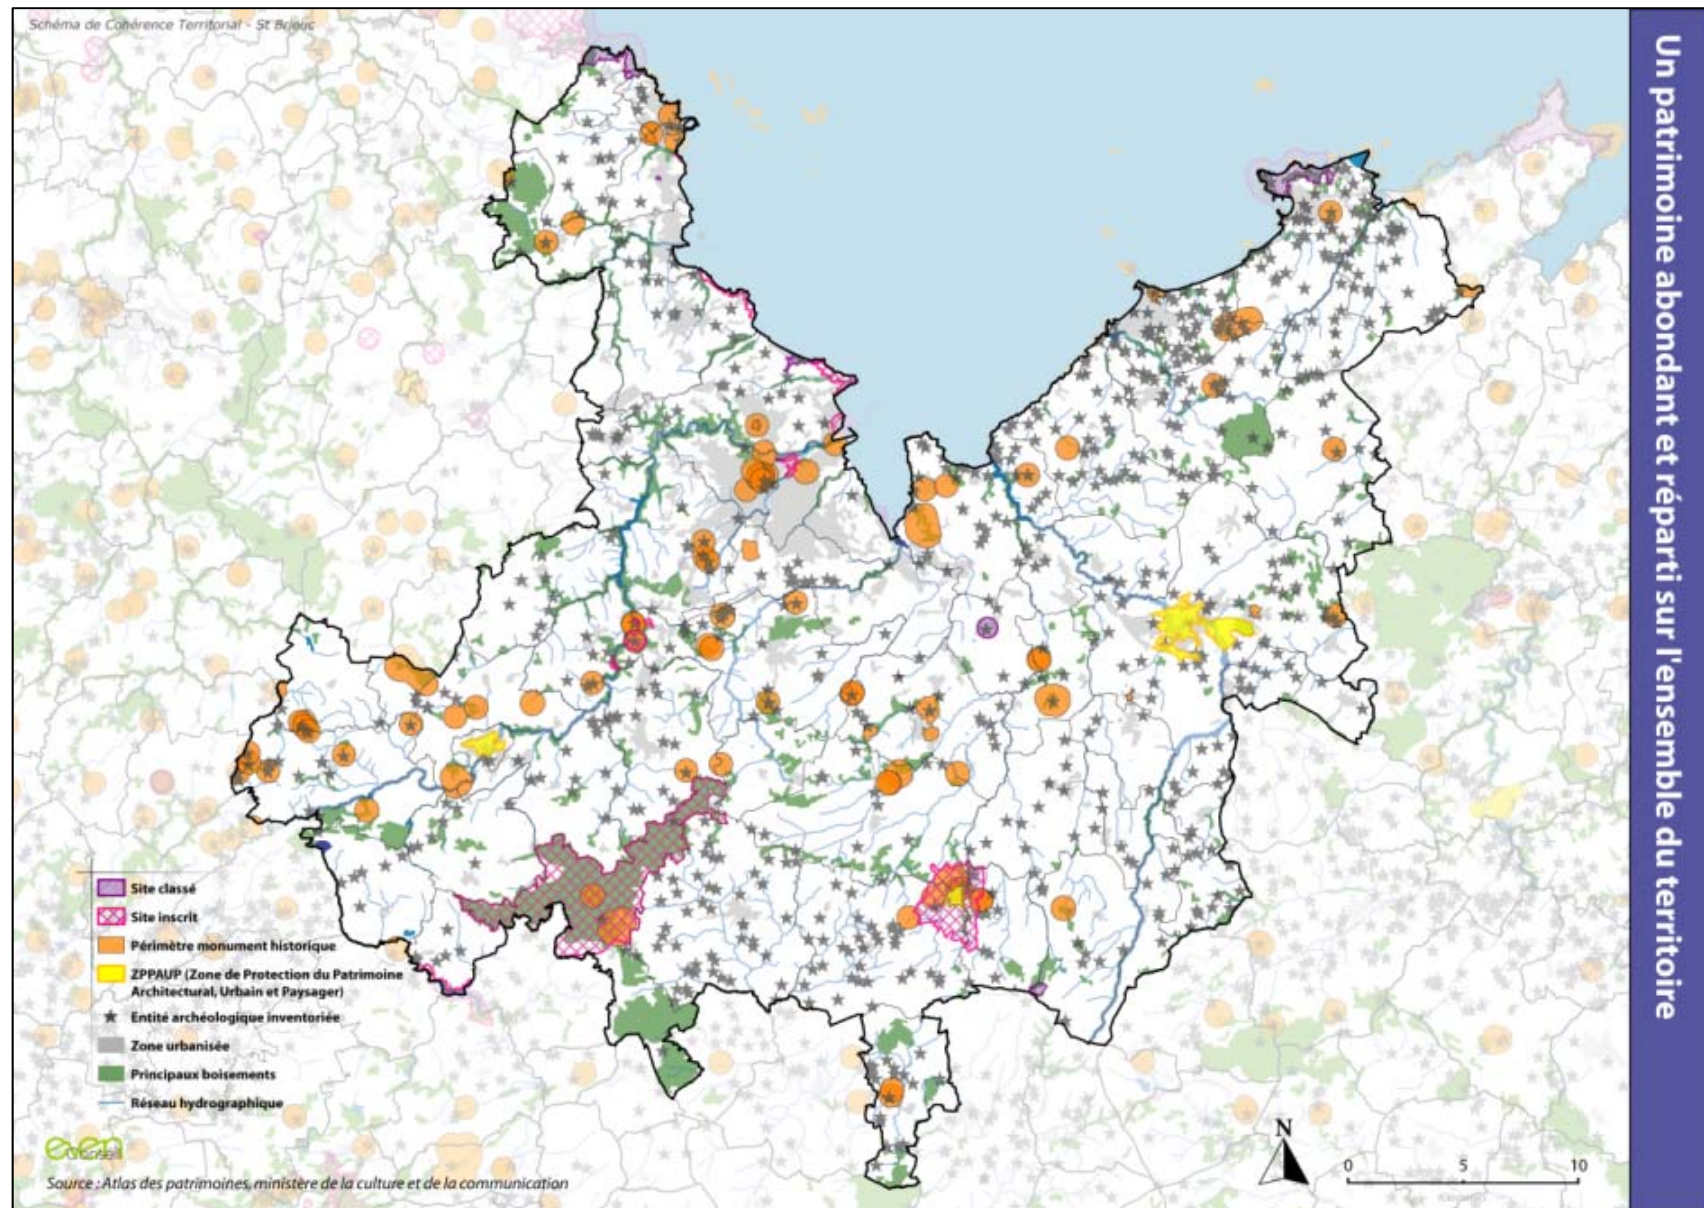 Schéma de Cohérence Territorial - St Brieuc
Un patrimoine abondant et réparti sur l'ensemble du territoire
Site classé
Site inscrit
Périmètre monument historique
ZPPAUP (Zone de Protection du Patrimoine
Architectural, Urbain et Paysager)
Entité archéologique inventoriée
Zone urbanisée
Principaux boisements
Réseau hydrographique
even
conseil
Source : Atlas des patrimoines, ministère de la culture et de la communication
N
0 5 10